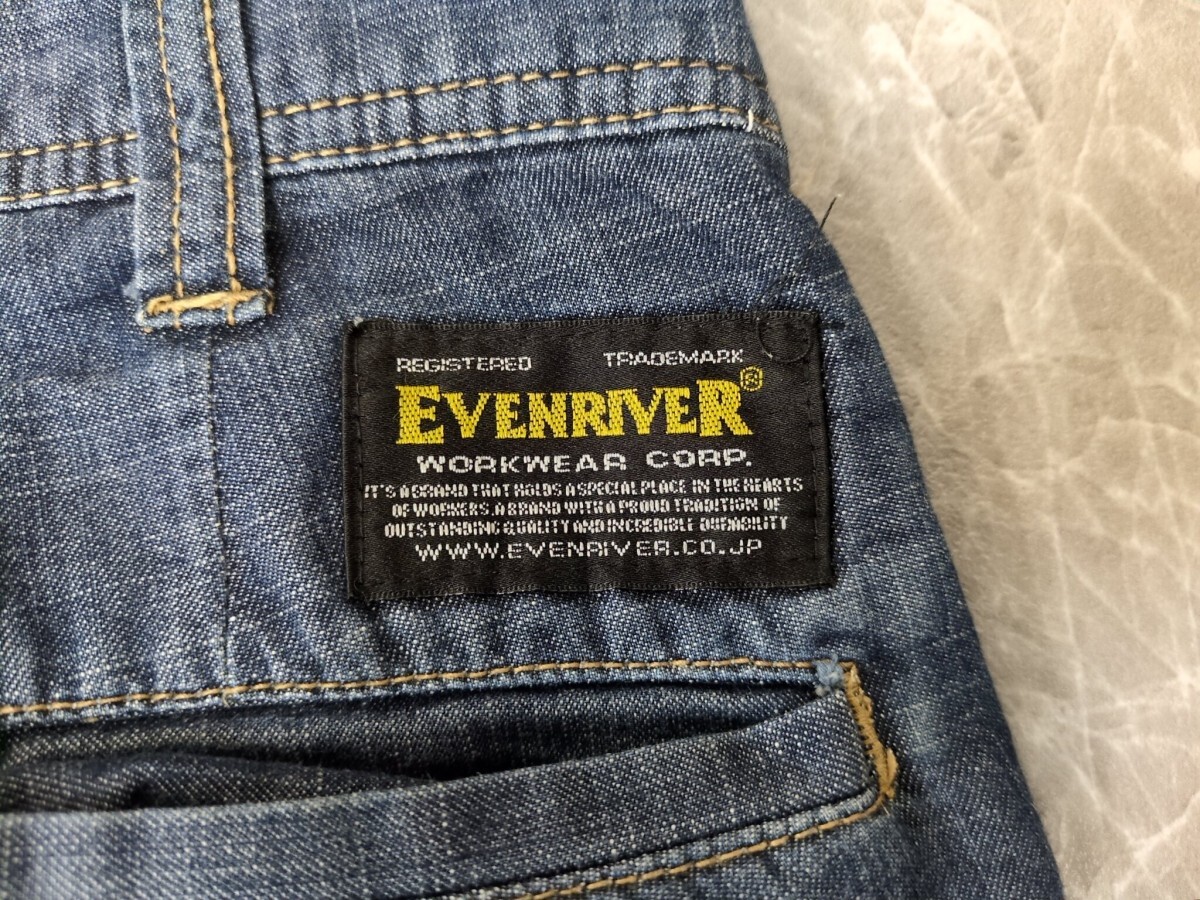 REGISTERED TRADEMARK
EVENRIVER®
WORKWEAR CORP.
IT'S A BRAND THAT HOLDS A SPECIAL PLACE IN THE HEARTS
OF WORKERS. A BRAND WITH A PROUD TRADITION OF
OUTSTANDING QUALITY AND INCREDIBLE DURABILITY
WWW.EVENRIVER.CO.JP